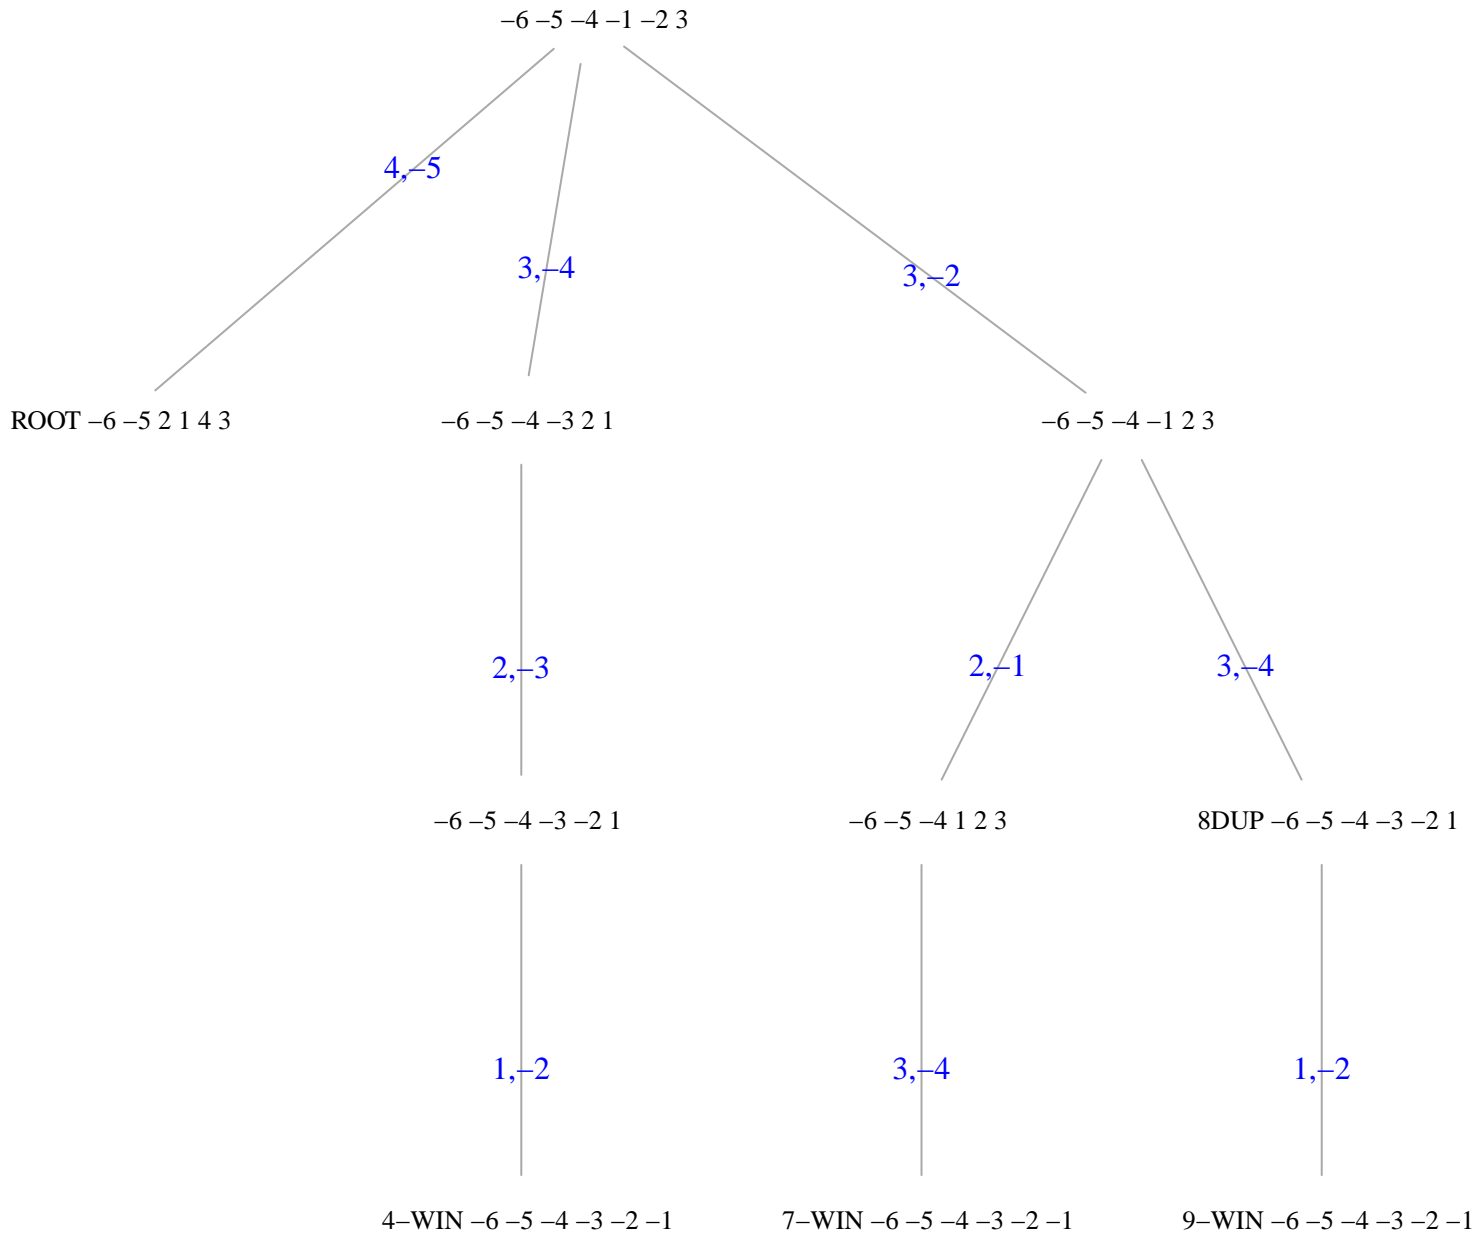 –6 –5 –4 –1 –2 3
4,–5
3,–4
3,–2
ROOT –6 –5 2 1 4 3
–6 –5 –4 –3 2 1
–6 –5 –4 –1 2 3
2,–3
2,–1
3,–4
–6 –5 –4 –3 –2 1
–6 –5 –4 1 2 3
8DUP –6 –5 –4 –3 –2 1
1,–2
3,–4
1,–2
4–WIN –6 –5 –4 –3 –2 –1
7–WIN –6 –5 –4 –3 –2 –1
9–WIN –6 –5 –4 –3 –2 –1